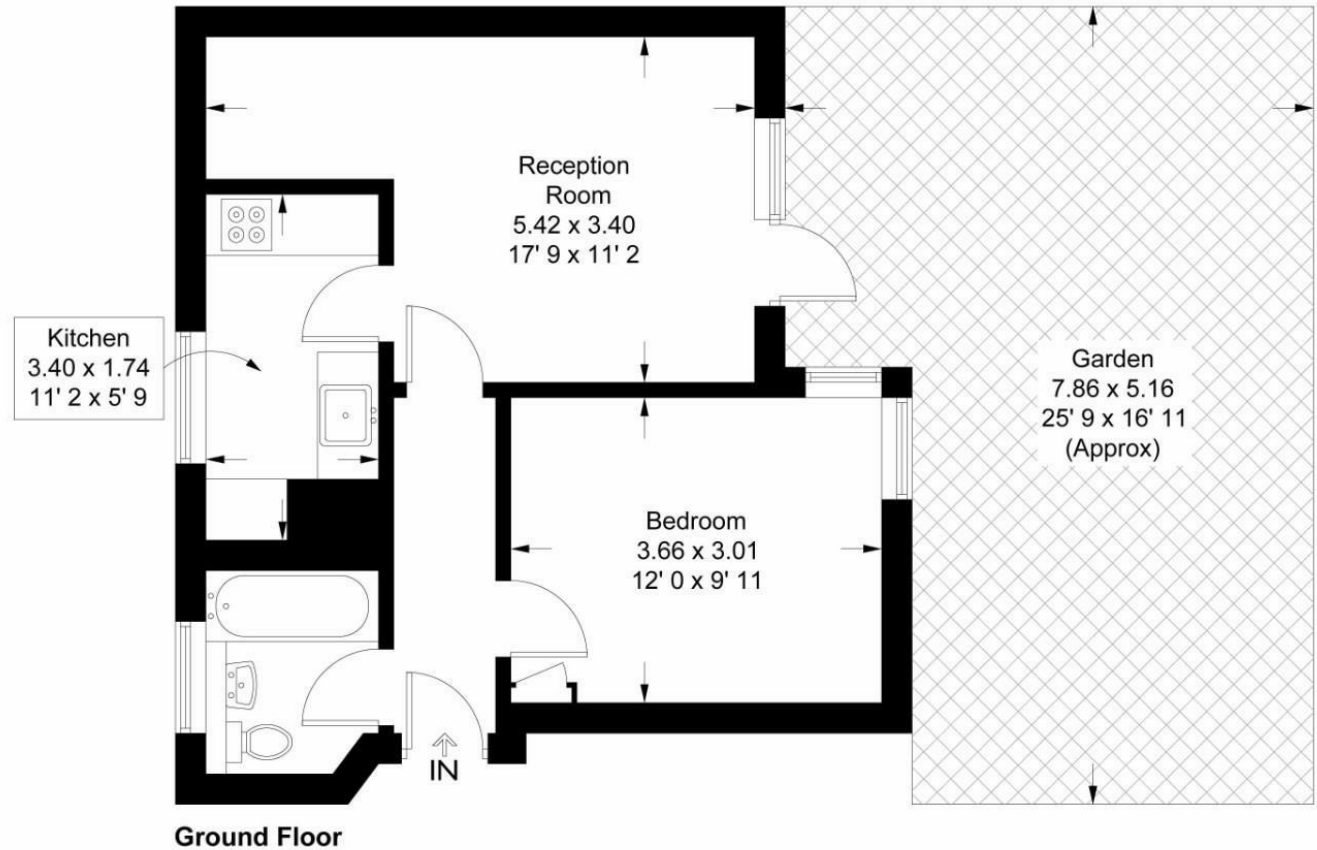 Reception
Room
5.42 x 3.40
17' 9 x 11' 2
Kitchen
3.40 x 1.74
11' 2 x 5' 9
Garden
7.86 x 5.16
25' 9 x 16' 11
(Approx)
Bedroom
3.66 x 3.01
12' 0 x 9' 11
IN
Ground Floor